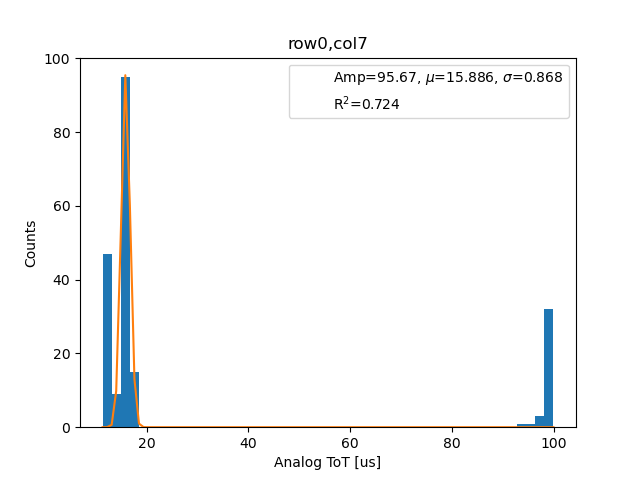 row0,col7
Amp=95.67, μ=15.886, σ=0.868
R²=0.724
Counts
100
80
60
40
20
0
20 40 60 80 100
Analog ToT [us]